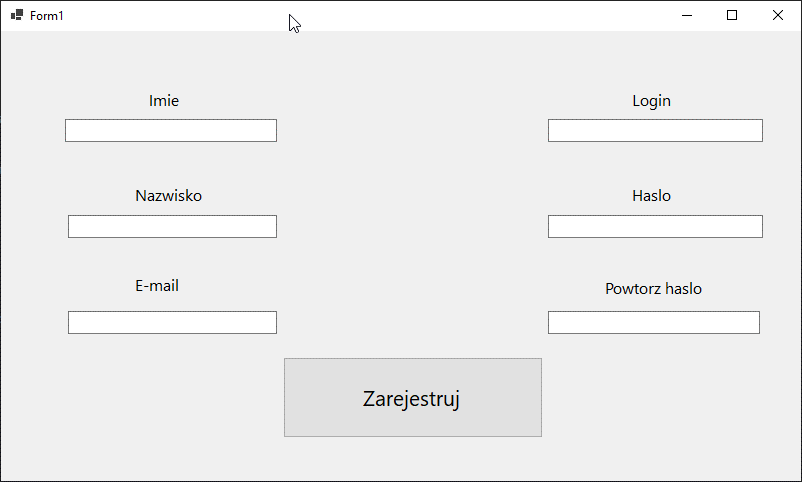 Form1
Imie
Login
Nazwisko
Haslo
E-mail
Powtorz haslo
Zarejestruj